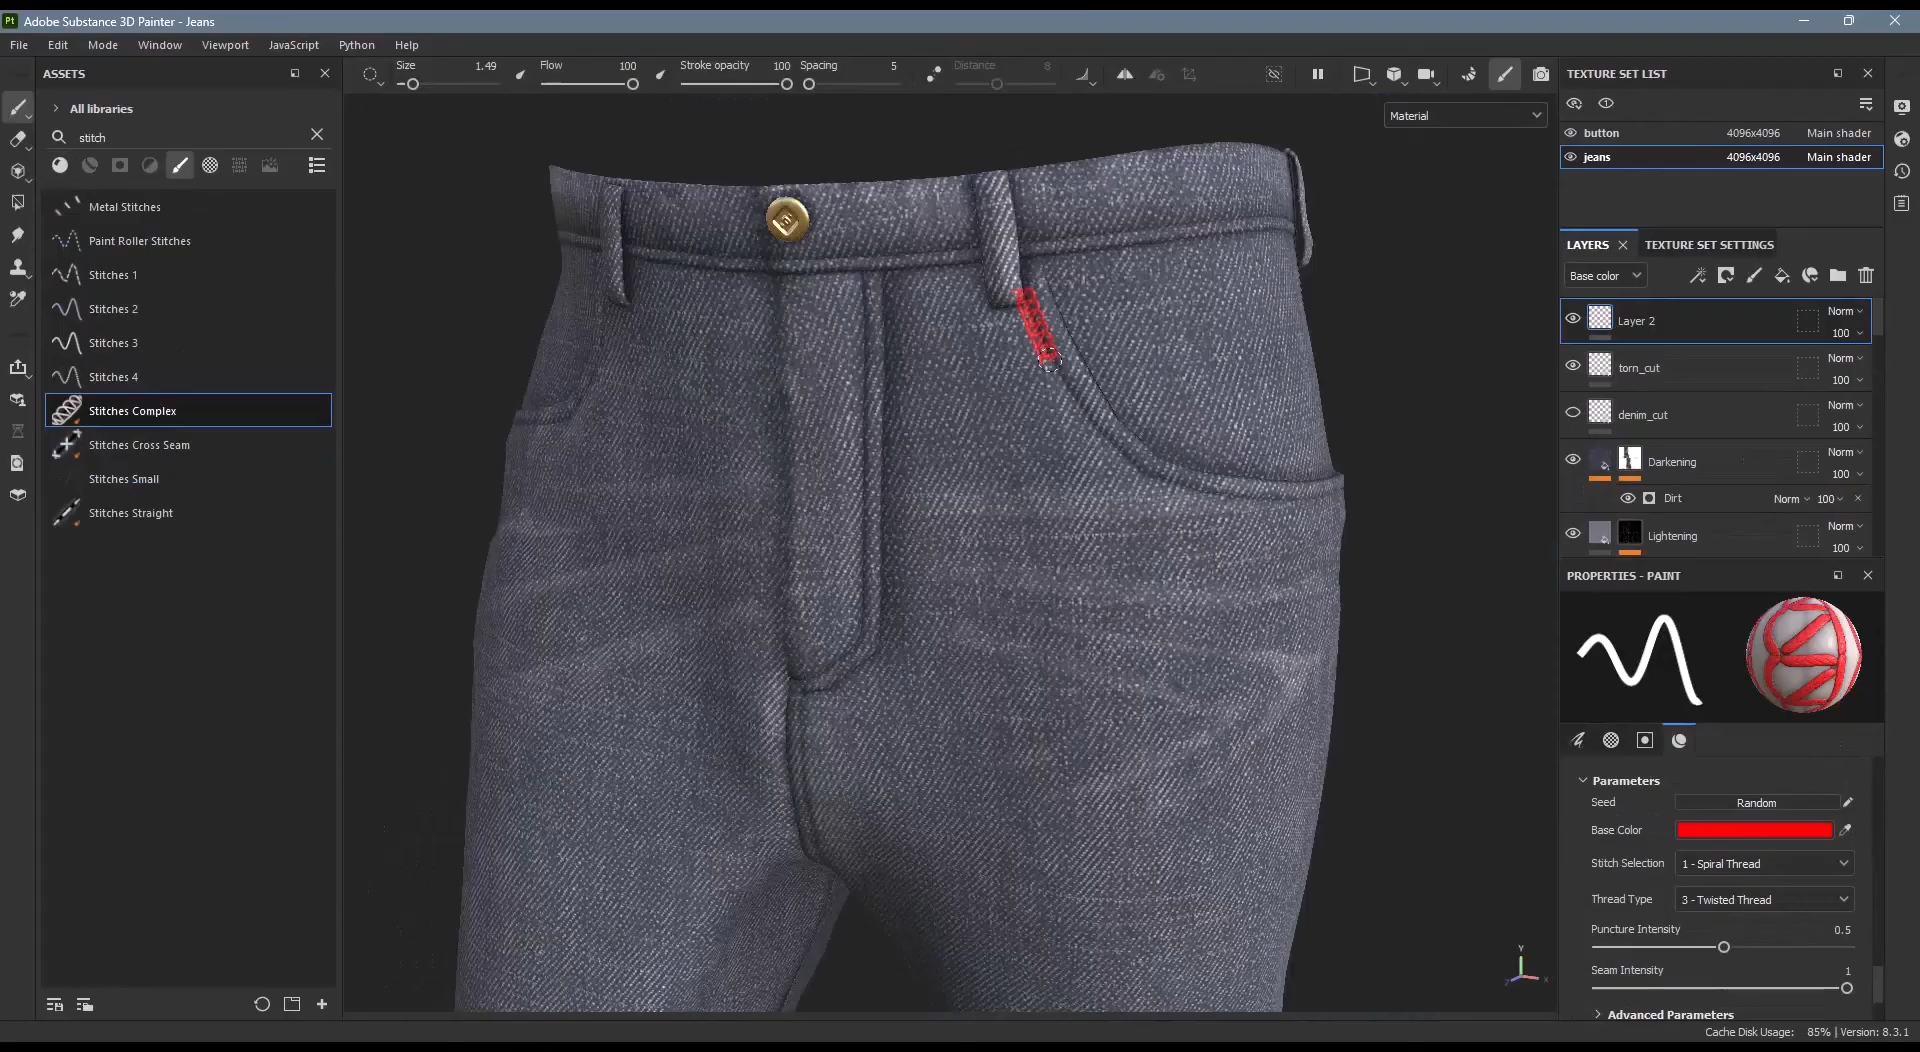 Pt Adobe Substance 3D Painter - Jeans
File Edit Mode Window Viewport JavaScript Python Help
ASSETS
All libraries
stitch
Metal Stitches
Paint Roller Stitches
Stitches 1
Stitches 2
Stitches 3
Stitches 4
Stitches Complex
Stitches Cross Seam
Stitches Small
Stitches Straight
Size 1.49 Flow 100 Stroke opacity 100 Spacing 5 Distance 8
Material
Y
X
Z
TEXTURE SET LIST
button 4096x4096 Main shader
jeans 4096x4096 Main shader
LAYERS TEXTURE SET SETTINGS
Base color
Layer 2 Norm 100
torn_cut Norm 100
denim_cut Norm 100
Darkening Norm 100
Dirt Norm 100
Lightening Norm 100
PROPERTIES - PAINT
Parameters
Seed Random
Base Color
Stitch Selection 1 - Spiral Thread
Thread Type 3 - Twisted Thread
Puncture Intensity 0.5
Seam Intensity 1
Advanced Parameters
Cache Disk Usage: 85% | Version: 8.3.1